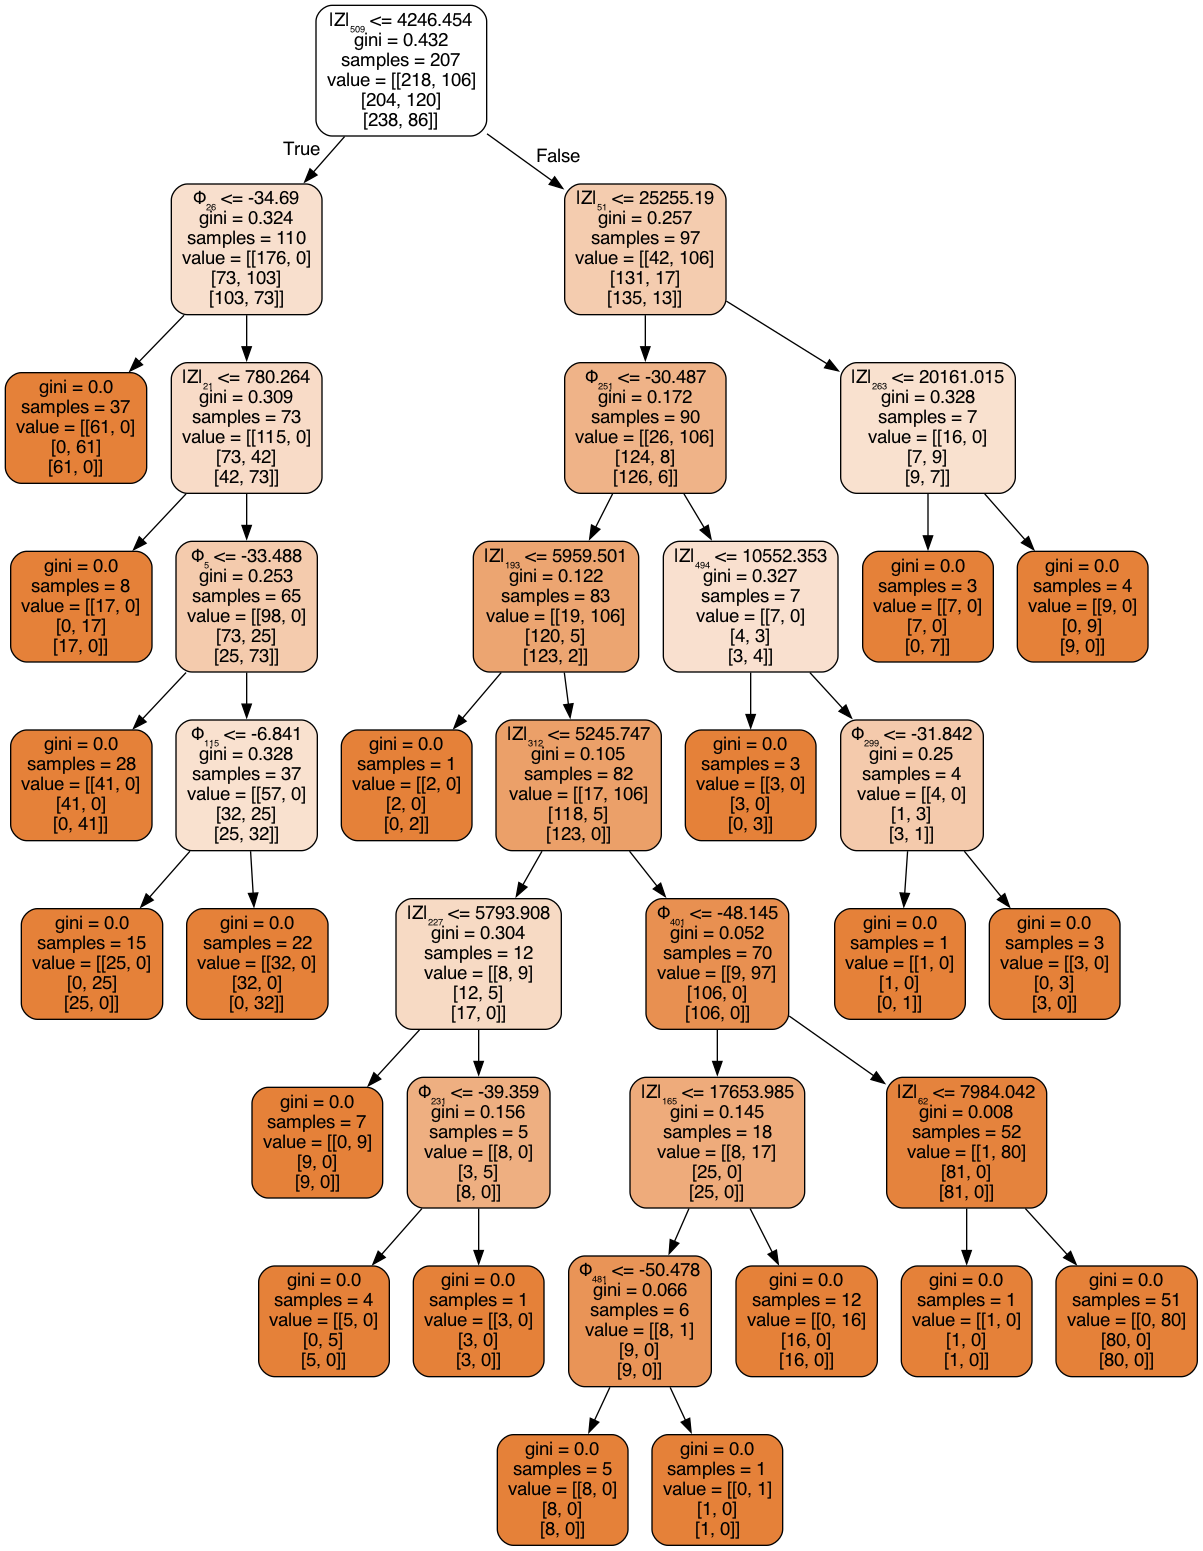 |Z|₅₀₉ <= 4246.454
gini = 0.432
samples = 207
value = [[218, 106]
[204, 120]
[238, 86]]
True
False
Φ₂₆ <= -34.69
gini = 0.324
samples = 110
value = [[176, 0]
[73, 103]
[103, 73]]
|Z|₅₁ <= 25255.19
gini = 0.257
samples = 97
value = [[42, 106]
[131, 17]
[135, 13]]
gini = 0.0
samples = 37
value = [[61, 0]
[0, 61]
[61, 0]]
|Z|₂₁ <= 780.264
gini = 0.309
samples = 73
value = [[115, 0]
[73, 42]
[42, 73]]
Φ₂₅₁ <= -30.487
gini = 0.172
samples = 90
value = [[26, 106]
[124, 8]
[126, 6]]
|Z|₂₆₃ <= 20161.015
gini = 0.328
samples = 7
value = [[16, 0]
[7, 9]
[9, 7]]
gini = 0.0
samples = 8
value = [[17, 0]
[0, 17]
[17, 0]]
Φ₅ <= -33.488
gini = 0.253
samples = 65
value = [[98, 0]
[73, 25]
[25, 73]]
|Z|₁₉₃ <= 5959.501
gini = 0.122
samples = 83
value = [[19, 106]
[120, 5]
[123, 2]]
|Z|₄₉₄ <= 10552.353
gini = 0.327
samples = 7
value = [[7, 0]
[4, 3]
[3, 4]]
gini = 0.0
samples = 3
value = [[7, 0]
[7, 0]
[0, 7]]
gini = 0.0
samples = 4
value = [[9, 0]
[0, 9]
[9, 0]]
gini = 0.0
samples = 28
value = [[41, 0]
[41, 0]
[0, 41]]
Φ₁₁₅ <= -6.841
gini = 0.328
samples = 37
value = [[57, 0]
[32, 25]
[25, 32]]
gini = 0.0
samples = 1
value = [[2, 0]
[2, 0]
[0, 2]]
|Z|₃₁₂ <= 5245.747
gini = 0.105
samples = 82
value = [[17, 106]
[118, 5]
[123, 0]]
gini = 0.0
samples = 3
value = [[3, 0]
[3, 0]
[0, 3]]
Φ₂₉₉ <= -31.842
gini = 0.25
samples = 4
value = [[4, 0]
[1, 3]
[3, 1]]
gini = 0.0
samples = 15
value = [[25, 0]
[0, 25]
[25, 0]]
gini = 0.0
samples = 22
value = [[32, 0]
[32, 0]
[0, 32]]
|Z|₂₂₇ <= 5793.908
gini = 0.304
samples = 12
value = [[8, 9]
[12, 5]
[17, 0]]
Φ₄₀₁ <= -48.145
gini = 0.052
samples = 70
value = [[9, 97]
[106, 0]
[106, 0]]
gini = 0.0
samples = 1
value = [[1, 0]
[1, 0]
[0, 1]]
gini = 0.0
samples = 3
value = [[3, 0]
[0, 3]
[3, 0]]
gini = 0.0
samples = 7
value = [[0, 9]
[9, 0]
[9, 0]]
Φ₂₃₁ <= -39.359
gini = 0.156
samples = 5
value = [[8, 0]
[3, 5]
[8, 0]]
|Z|₁₆₅ <= 17653.985
gini = 0.145
samples = 18
value = [[8, 17]
[25, 0]
[25, 0]]
|Z|₆₂ <= 7984.042
gini = 0.008
samples = 52
value = [[1, 80]
[81, 0]
[81, 0]]
gini = 0.0
samples = 4
value = [[5, 0]
[0, 5]
[5, 0]]
gini = 0.0
samples = 1
value = [[3, 0]
[3, 0]
[3, 0]]
Φ₄₈₁ <= -50.478
gini = 0.066
samples = 6
value = [[8, 1]
[9, 0]
[9, 0]]
gini = 0.0
samples = 12
value = [[0, 16]
[16, 0]
[16, 0]]
gini = 0.0
samples = 1
value = [[1, 0]
[1, 0]
[1, 0]]
gini = 0.0
samples = 51
value = [[0, 80]
[80, 0]
[80, 0]]
gini = 0.0
samples = 5
value = [[8, 0]
[8, 0]
[8, 0]]
gini = 0.0
samples = 1
value = [[0, 1]
[1, 0]
[1, 0]]